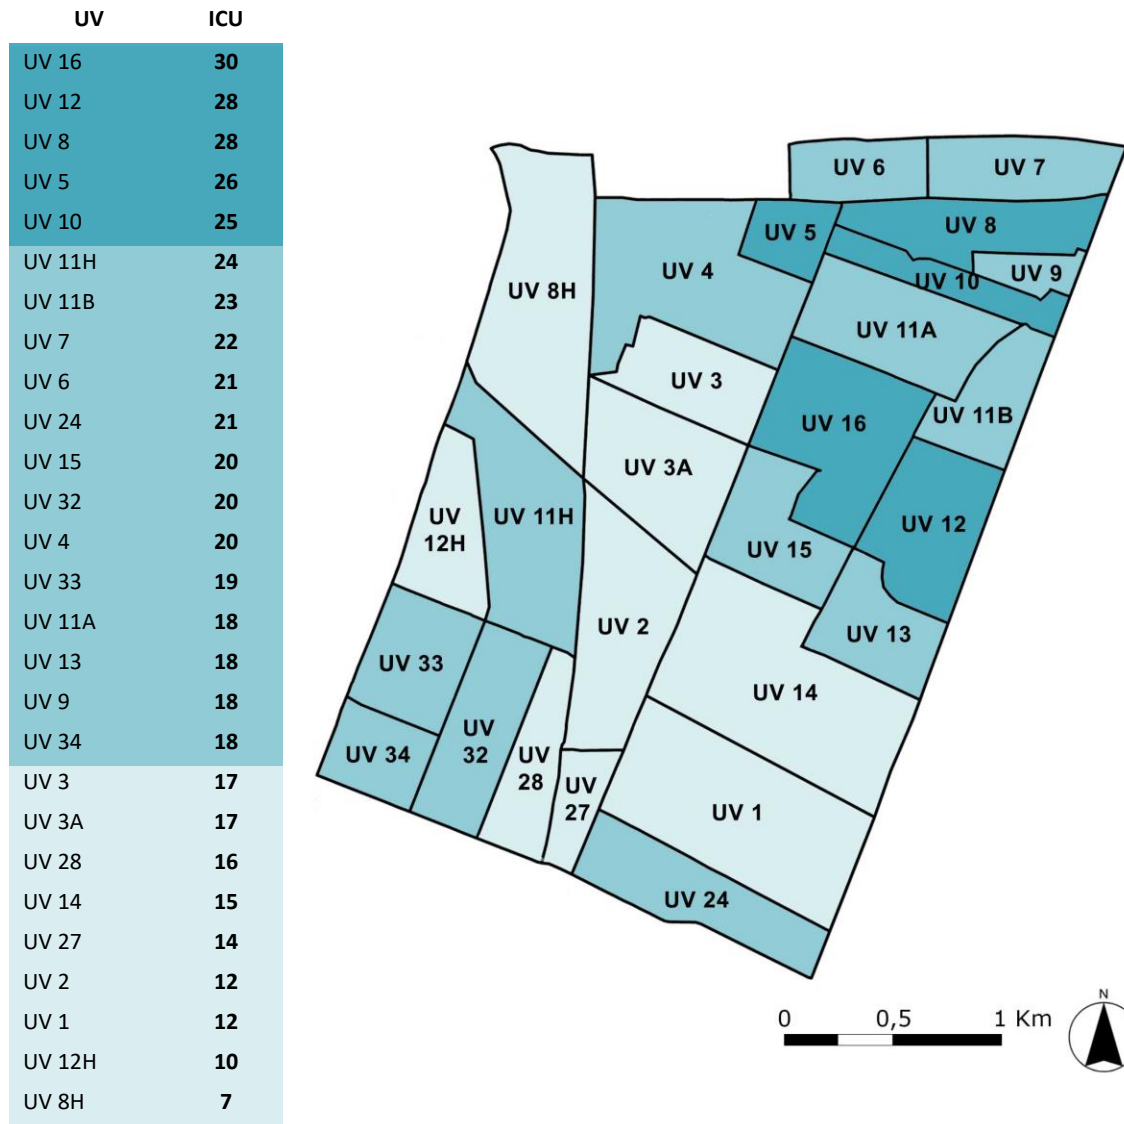 UV ICU
UV 16 30
UV 12 28
UV 8 28
UV 5 26
UV 10 25
UV 11H 24
UV 11B 23
UV 7 22
UV 6 21
UV 24 21
UV 15 20
UV 32 20
UV 4 20
UV 33 19
UV 11A 18
UV 13 18
UV 9 18
UV 34 18
UV 3 17
UV 3A 17
UV 28 16
UV 14 15
UV 27 14
UV 2 12
UV 1 12
UV 12H 10
UV 8H 7
UV 6
UV 7
UV 5
UV 8
UV 4
UV 9
UV 10
UV 8H
UV 11A
UV 3
UV 11B
UV 16
UV 3A
UV
12H
UV 11H
UV 12
UV 15
UV 2
UV 13
UV 33
UV 14
UV 34
UV
32
UV
28
UV
27
UV 1
UV 24
0 0,5 1 Km
N